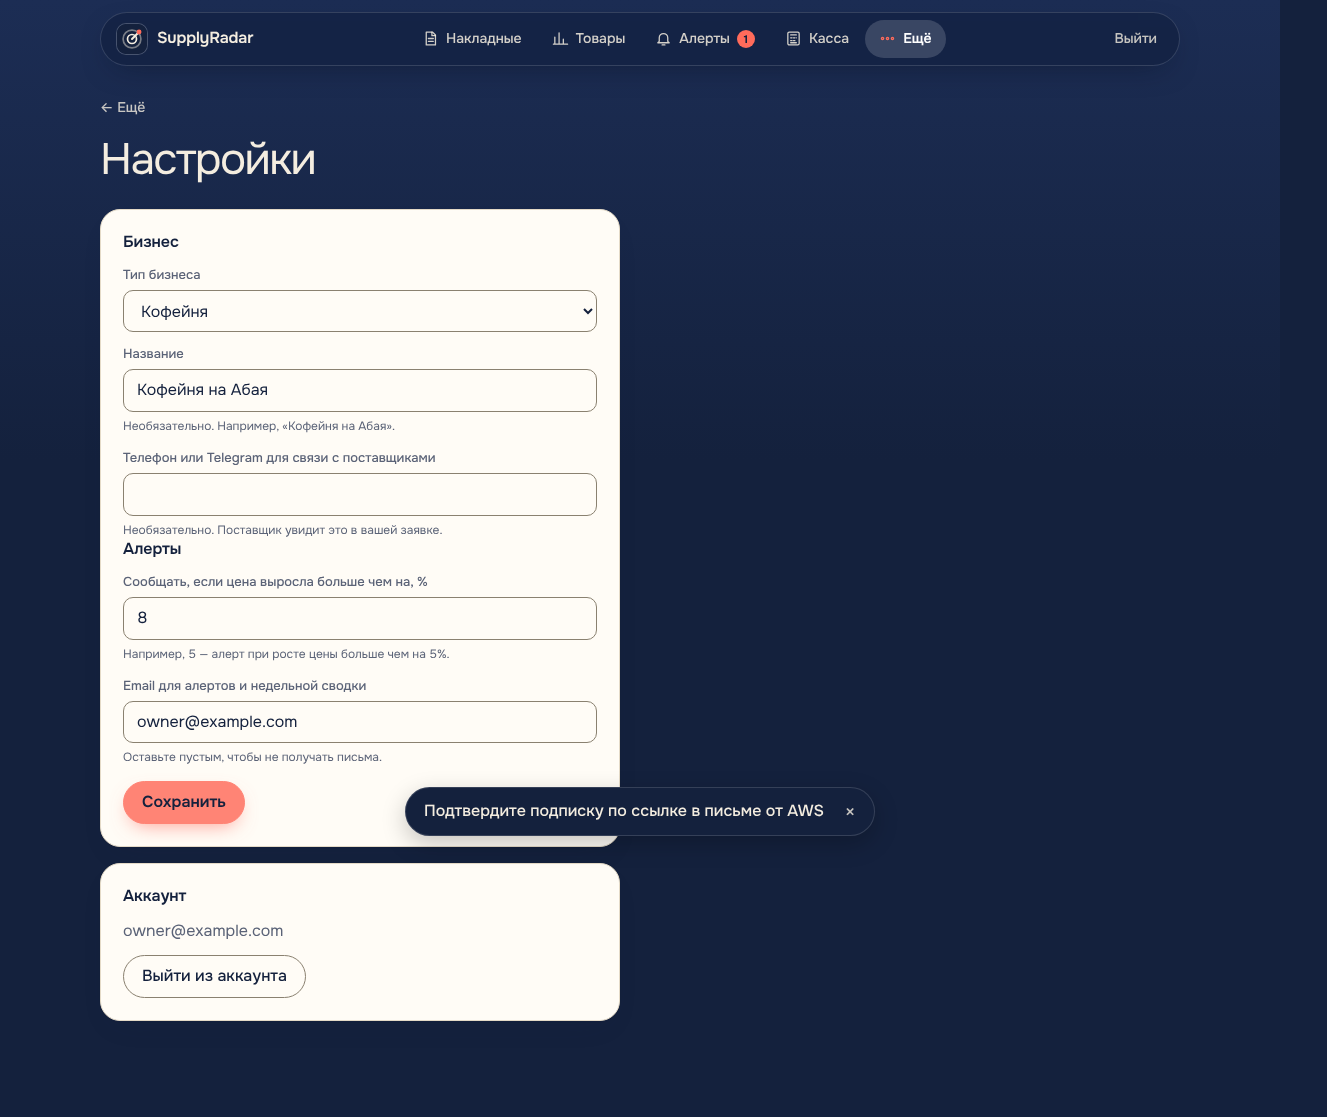 SupplyRadar
Накладные
Товары
Алерты 1
Касса
Ещё
Выйти
← Ещё
Настройки
Бизнес
Тип бизнеса
Кофейня
Название
Кофейня на Абая
Необязательно. Например, «Кофейня на Абая».
Телефон или Telegram для связи с поставщиками
Необязательно. Поставщик увидит это в вашей заявке.
Алерты
Сообщать, если цена выросла больше чем на, %
8
Например, 5 — алерт при росте цены больше чем на 5%.
Email для алертов и недельной сводки
owner@example.com
Оставьте пустым, чтобы не получать письма.
Сохранить
Подтвердите подписку по ссылке в письме от AWS ×
Аккаунт
owner@example.com
Выйти из аккаунта